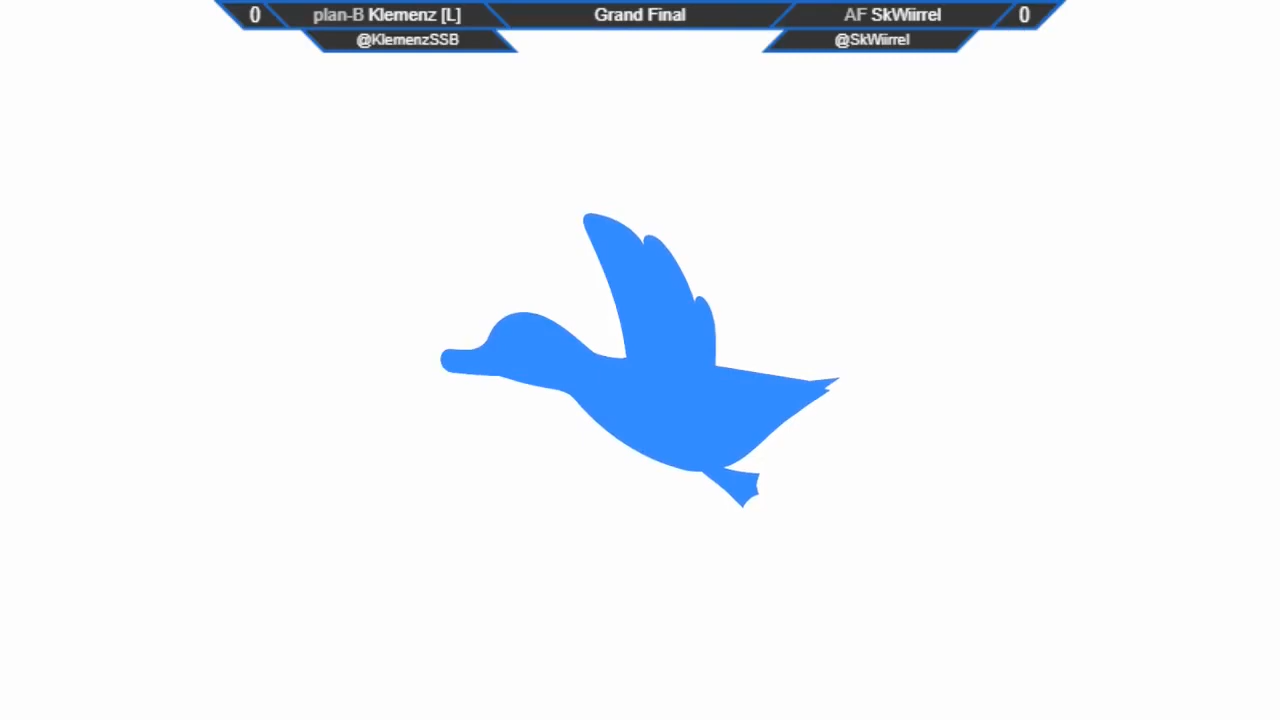 0 plan-B Klemenz [L] Grand Final AF SkWiirrel 0
@KlemenzSSB @SkWiirrel